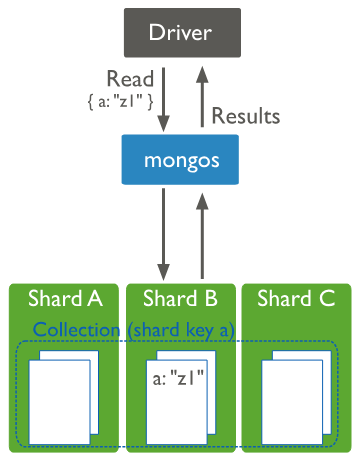 Driver
Read
{ a: "z1" }
Results
mongos
Shard A
Shard B
Shard C
Collection (shard key a)
a: "z1"